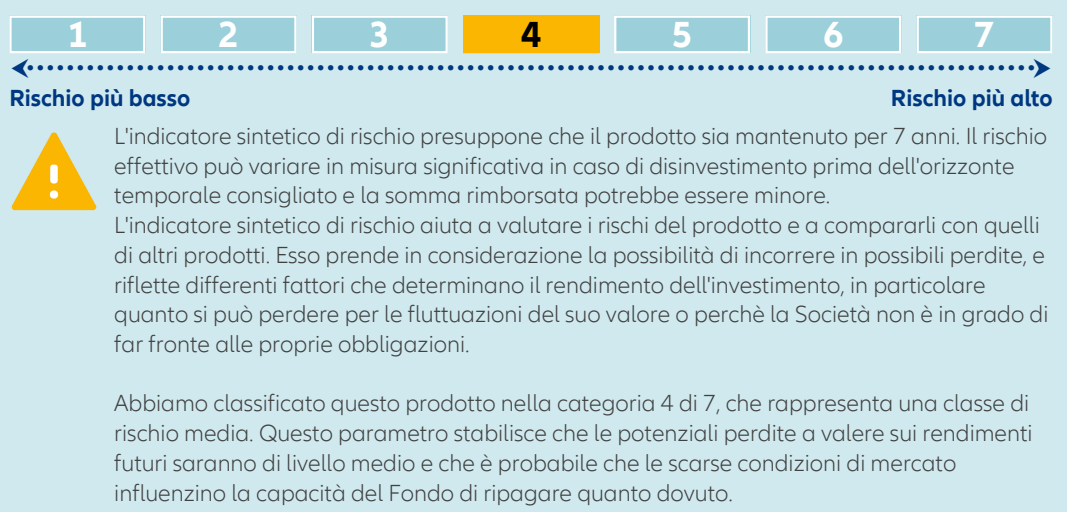 1 2 3 4 5 6 7
Rischio più basso Rischio più alto
L'indicatore sintetico di rischio presuppone che il prodotto sia mantenuto per 7 anni. Il rischio
effettivo può variare in misura significativa in caso di disinvestimento prima dell'orizzonte
temporale consigliato e la somma rimborsata potrebbe essere minore.
L'indicatore sintetico di rischio aiuta a valutare i rischi del prodotto e a compararli con quelli
di altri prodotti. Esso prende in considerazione la possibilità di incorrere in possibili perdite, e
riflette differenti fattori che determinano il rendimento dell'investimento, in particolare
quanto si può perdere per le fluttuazioni del suo valore o perchè la Società non è in grado di
far fronte alle proprie obbligazioni.
Abbiamo classificato questo prodotto nella categoria 4 di 7, che rappresenta una classe di
rischio media. Questo parametro stabilisce che le potenziali perdite a valere sui rendimenti
futuri saranno di livello medio e che è probabile che le scarse condizioni di mercato
influenzino la capacità del Fondo di ripagare quanto dovuto.